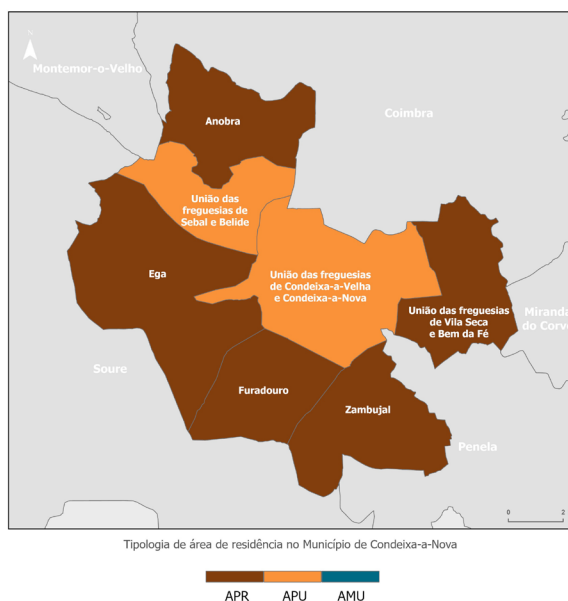 N
Montemor-o-Velho
Coimbra
Anobra
União das
freguesias de
Sebal e Belide
Ega
União das freguesias
de Condeixa-a-Velha
e Condeixa-a-Nova
União das freguesias
de Vila Seca
e Bem da Fé
Miranda
do Corvo
Soure
Furadouro
Zambujal
Penela
0 2
Tipologia de área de residência no Município de Condeixa-a-Nova
APR APU AMU